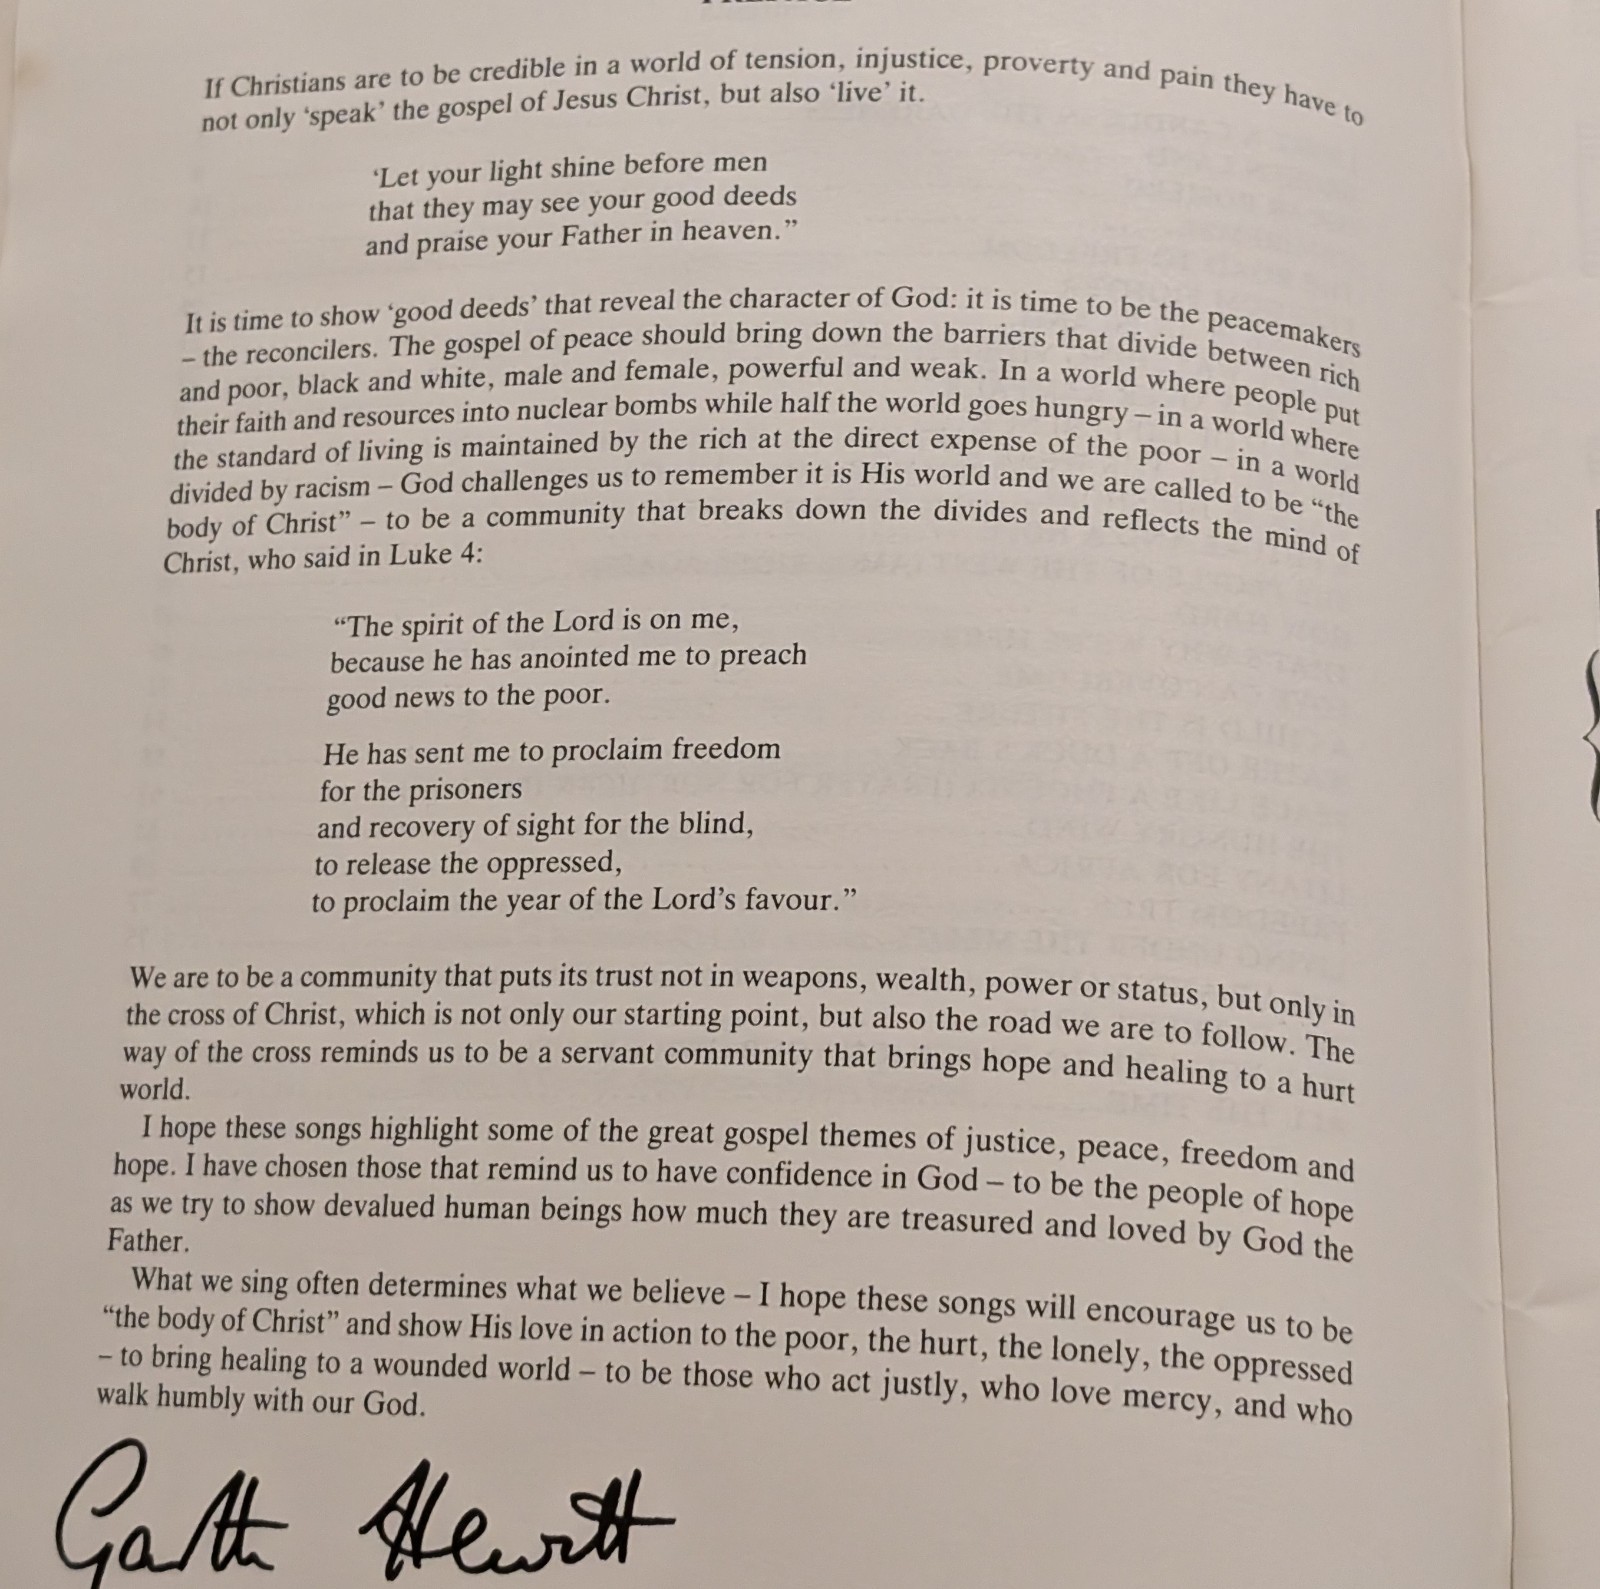 If Christians are to be credible in a world of tension, injustice, proverty and pain they have to
not only ‘speak’ the gospel of Jesus Christ, but also ‘live’ it.
‘Let your light shine before men
that they may see your good deeds
and praise your Father in heaven.”
It is time to show ‘good deeds’ that reveal the character of God: it is time to be the peacemakers
– the reconcilers. The gospel of peace should bring down the barriers that divide between rich
and poor, black and white, male and female, powerful and weak. In a world where people put
their faith and resources into nuclear bombs while half the world goes hungry – in a world where
the standard of living is maintained by the rich at the direct expense of the poor – in a world
divided by racism – God challenges us to remember it is His world and we are called to be “the
body of Christ” – to be a community that breaks down the divides and reflects the mind of
Christ, who said in Luke 4:
“The spirit of the Lord is on me,
because he has anointed me to preach
good news to the poor.
He has sent me to proclaim freedom
for the prisoners
and recovery of sight for the blind,
to release the oppressed,
to proclaim the year of the Lord’s favour.”
We are to be a community that puts its trust not in weapons, wealth, power or status, but only in
the cross of Christ, which is not only our starting point, but also the road we are to follow. The
way of the cross reminds us to be a servant community that brings hope and healing to a hurt
world.
I hope these songs highlight some of the great gospel themes of justice, peace, freedom and
hope. I have chosen those that remind us to have confidence in God – to be the people of hope
as we try to show devalued human beings how much they are treasured and loved by God the
Father.
What we sing often determines what we believe – I hope these songs will encourage us to be
“the body of Christ” and show His love in action to the poor, the hurt, the lonely, the oppressed
– to bring healing to a wounded world – to be those who act justly, who love mercy, and who
walk humbly with our God.
Garth Hewitt